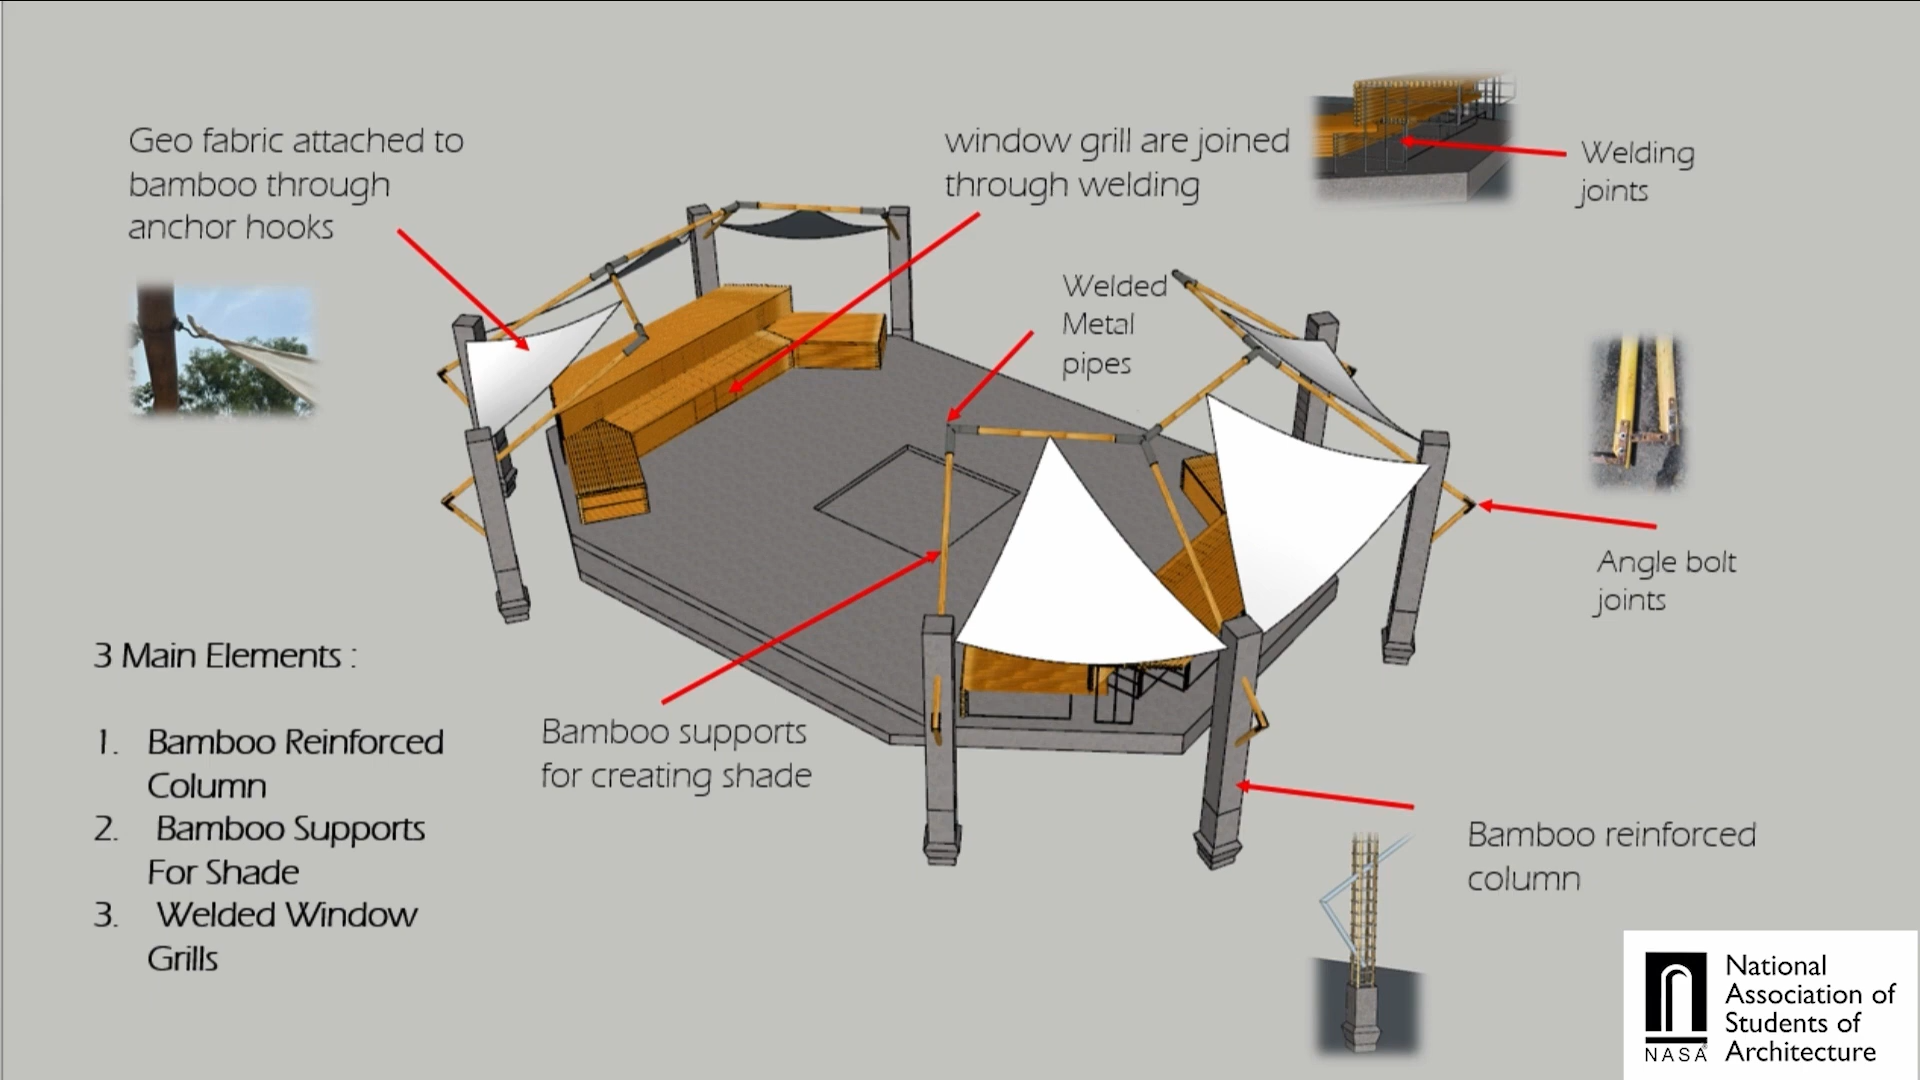 Geo fabric attached to
bamboo through
anchor hooks
window grill are joined
through welding
Welding
joints
Welded
Metal
pipes
Angle bolt
joints
3 Main Elements :
1. Bamboo Reinforced
Column
2. Bamboo Supports
For Shade
3. Welded Window
Grills
Bamboo supports
for creating shade
Bamboo reinforced
column
NASA
National
Association of
Students of
Architecture